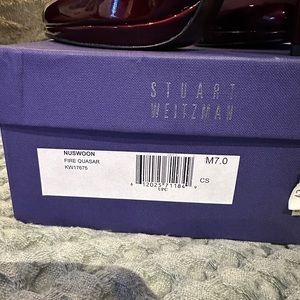 STUART
WEITZMAN
NUSWOON
FIRE QUASAR
KW17675
M7.0
CS
UPC